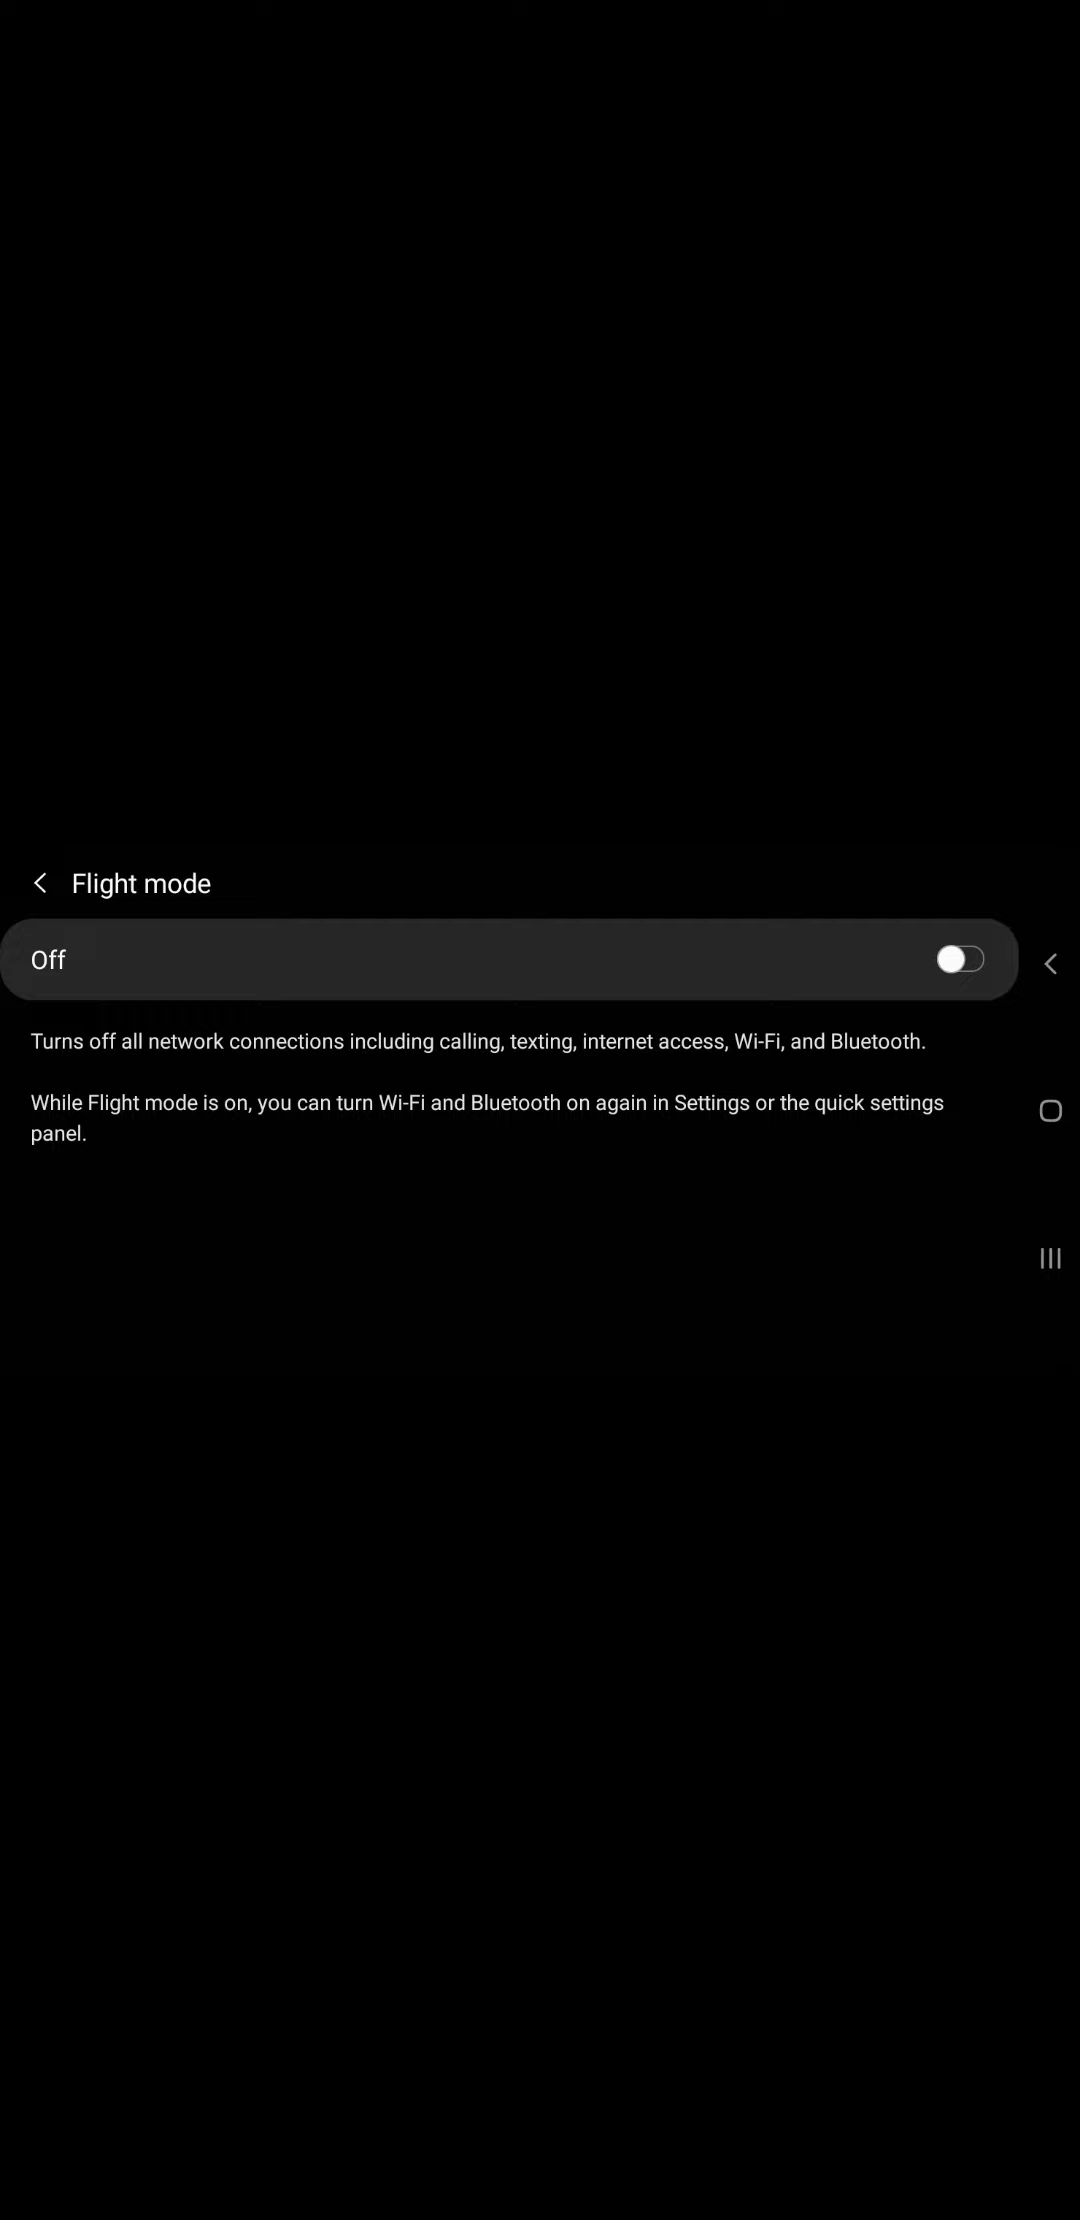 Flight mode
Off
Turns off all network connections including calling, texting, internet access, Wi-Fi, and Bluetooth.
While Flight mode is on, you can turn Wi-Fi and Bluetooth on again in Settings or the quick settings
panel.